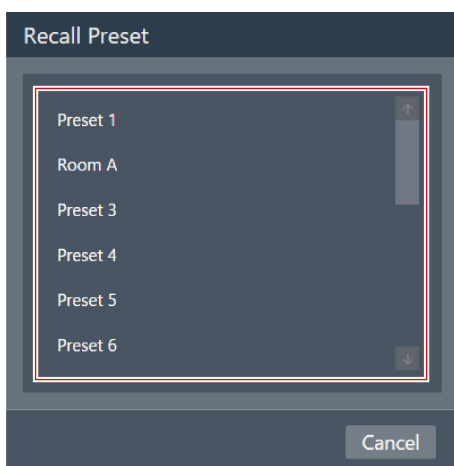 Recall Preset
Preset 1
Room A
Preset 3
Preset 4
Preset 5
Preset 6
Cancel